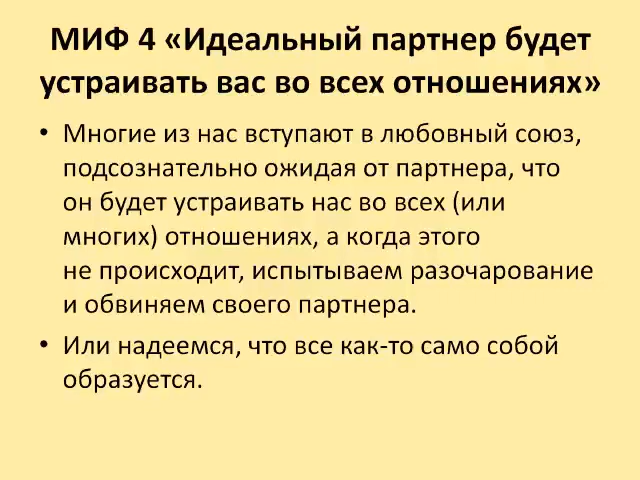 МИФ 4 «Идеальный партнер будет
устраивать вас во всех отношениях»
• Многие из нас вступают в любовный союз,
подсознательно ожидая от партнера, что
он будет устраивать нас во всех (или
многих) отношениях, а когда этого
не происходит, испытываем разочарование
и обвиняем своего партнера.
• Или надеемся, что все как-то само собой
образуется.